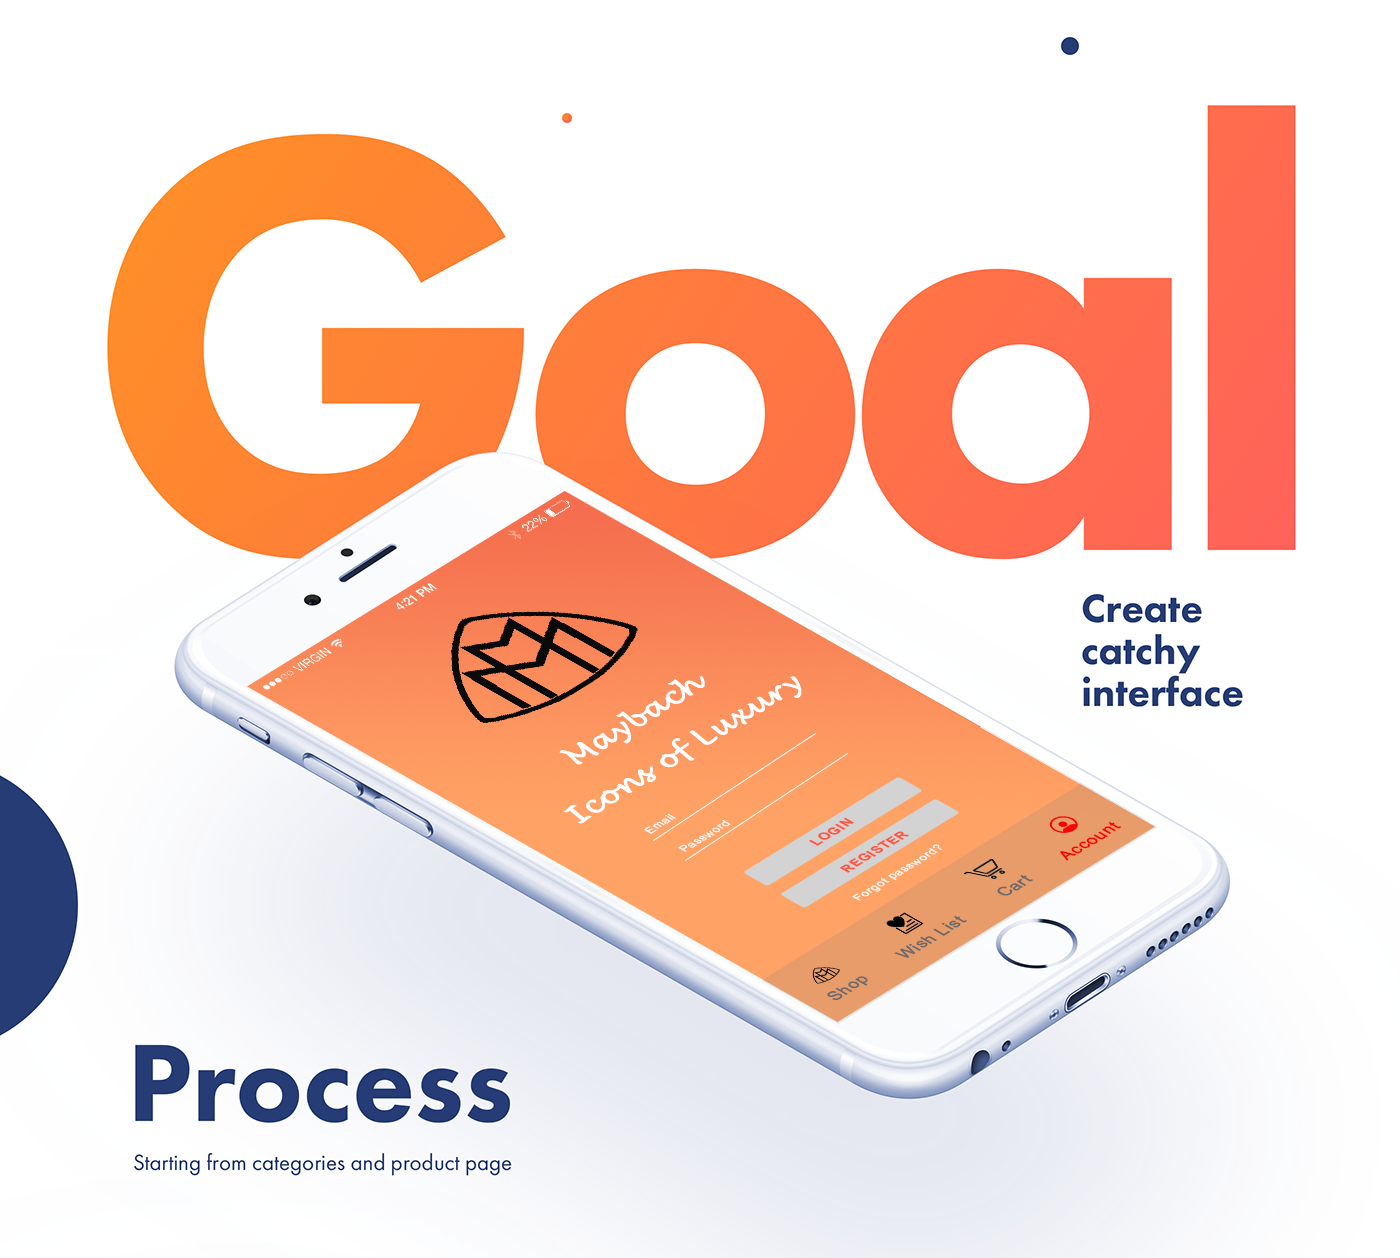 Goal
Create
catchy
interface
VIRGIN
4:21 PM
22%
Maybach
Icons of Luxury
Email
Password
LOGIN
REGISTER
Forgot password?
Shop
Wish List
Cart
Account
Process
Starting from categories and product page